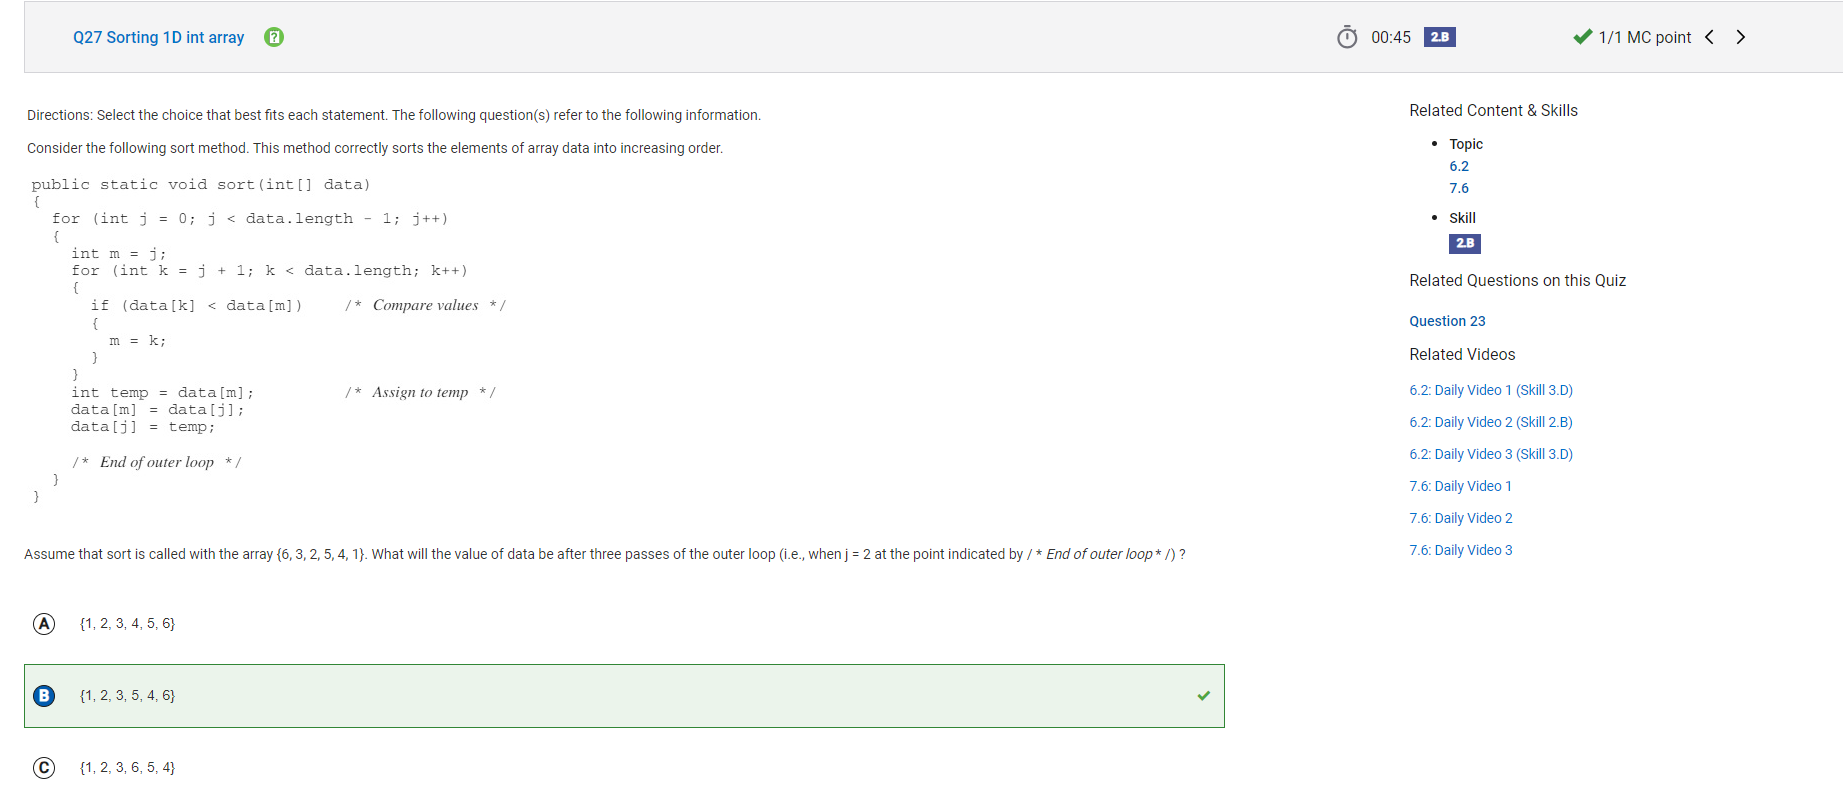 Q27 Sorting 1D int array
00:45 2.B
1/1 MC point
Directions: Select the choice that best fits each statement. The following question(s) refer to the following information.
Consider the following sort method. This method correctly sorts the elements of array data into increasing order.
public static void sort(int[] data)
{
for (int j = 0; j < data.length - 1; j++)
{
int m = j;
for (int k = j + 1; k < data.length; k++)
{
if (data[k] < data[m]) /* Compare values */
{
m = k;
}
}
int temp = data[m]; /* Assign to temp */
data[m] = data[j];
data[j] = temp;
/* End of outer loop */
}
}
Assume that sort is called with the array {6, 3, 2, 5, 4, 1}. What will the value of data be after three passes of the outer loop (i.e., when j = 2 at the point indicated by / * End of outer loop * /) ?
A {1, 2, 3, 4, 5, 6}
B {1, 2, 3, 5, 4, 6}
C {1, 2, 3, 6, 5, 4}
Related Content & Skills
• Topic
6.2
7.6
• Skill
2.B
Related Questions on this Quiz
Question 23
Related Videos
6.2: Daily Video 1 (Skill 3.D)
6.2: Daily Video 2 (Skill 2.B)
6.2: Daily Video 3 (Skill 3.D)
7.6: Daily Video 1
7.6: Daily Video 2
7.6: Daily Video 3